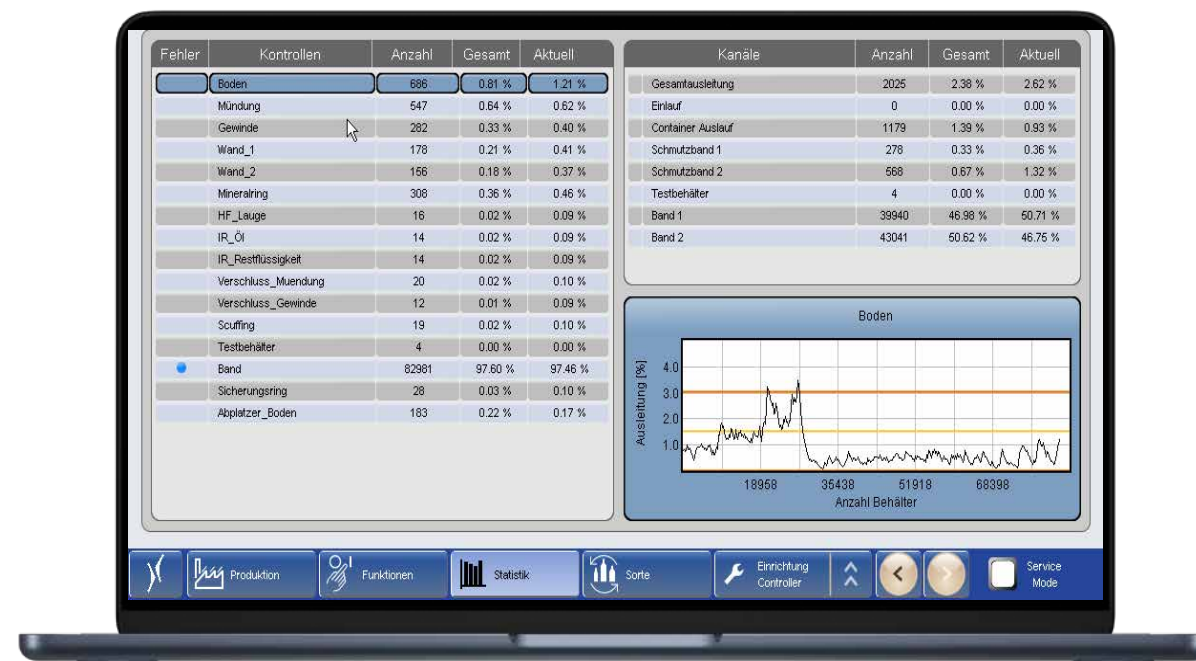 Fehler Kontrollen Anzahl Gesamt Aktuell
Boden 686 0.81 % 1.21 %
Mündung 547 0.64 % 0.62 %
Gewinde 282 0.33 % 0.40 %
Wand_1 178 0.21 % 0.41 %
Wand_2 156 0.18 % 0.37 %
Mineralring 308 0.36 % 0.46 %
HF_Lauge 16 0.02 % 0.09 %
IR_Öl 14 0.02 % 0.09 %
IR_Restflüssigkeit 14 0.02 % 0.09 %
Verschluss_Muendung 20 0.02 % 0.10 %
Verschluss_Gewinde 12 0.01 % 0.09 %
Scuffing 19 0.02 % 0.10 %
Testbehälter 4 0.00 % 0.00 %
Band 82981 97.60 % 97.46 %
Sicherungsring 28 0.03 % 0.10 %
Abplatzer_Boden 183 0.22 % 0.17 %
Kanäle Anzahl Gesamt Aktuell
Gesamtausleitung 2025 2.38 % 2.62 %
Einlauf 0 0.00 % 0.00 %
Container Auslauf 1179 1.39 % 0.93 %
Schmutzband 1 278 0.33 % 0.36 %
Schmutzband 2 568 0.67 % 1.32 %
Testbehälter 4 0.00 % 0.00 %
Band 1 39940 46.98 % 50.71 %
Band 2 43041 50.62 % 46.75 %
Boden
Ausleitung [%]
4.0
3.0
2.0
1.0
18958 35438 51918 68398
Anzahl Behälter
Produktion
Funktionen
Statistik
Sorte
Einrichtung
Controller
Service
Mode